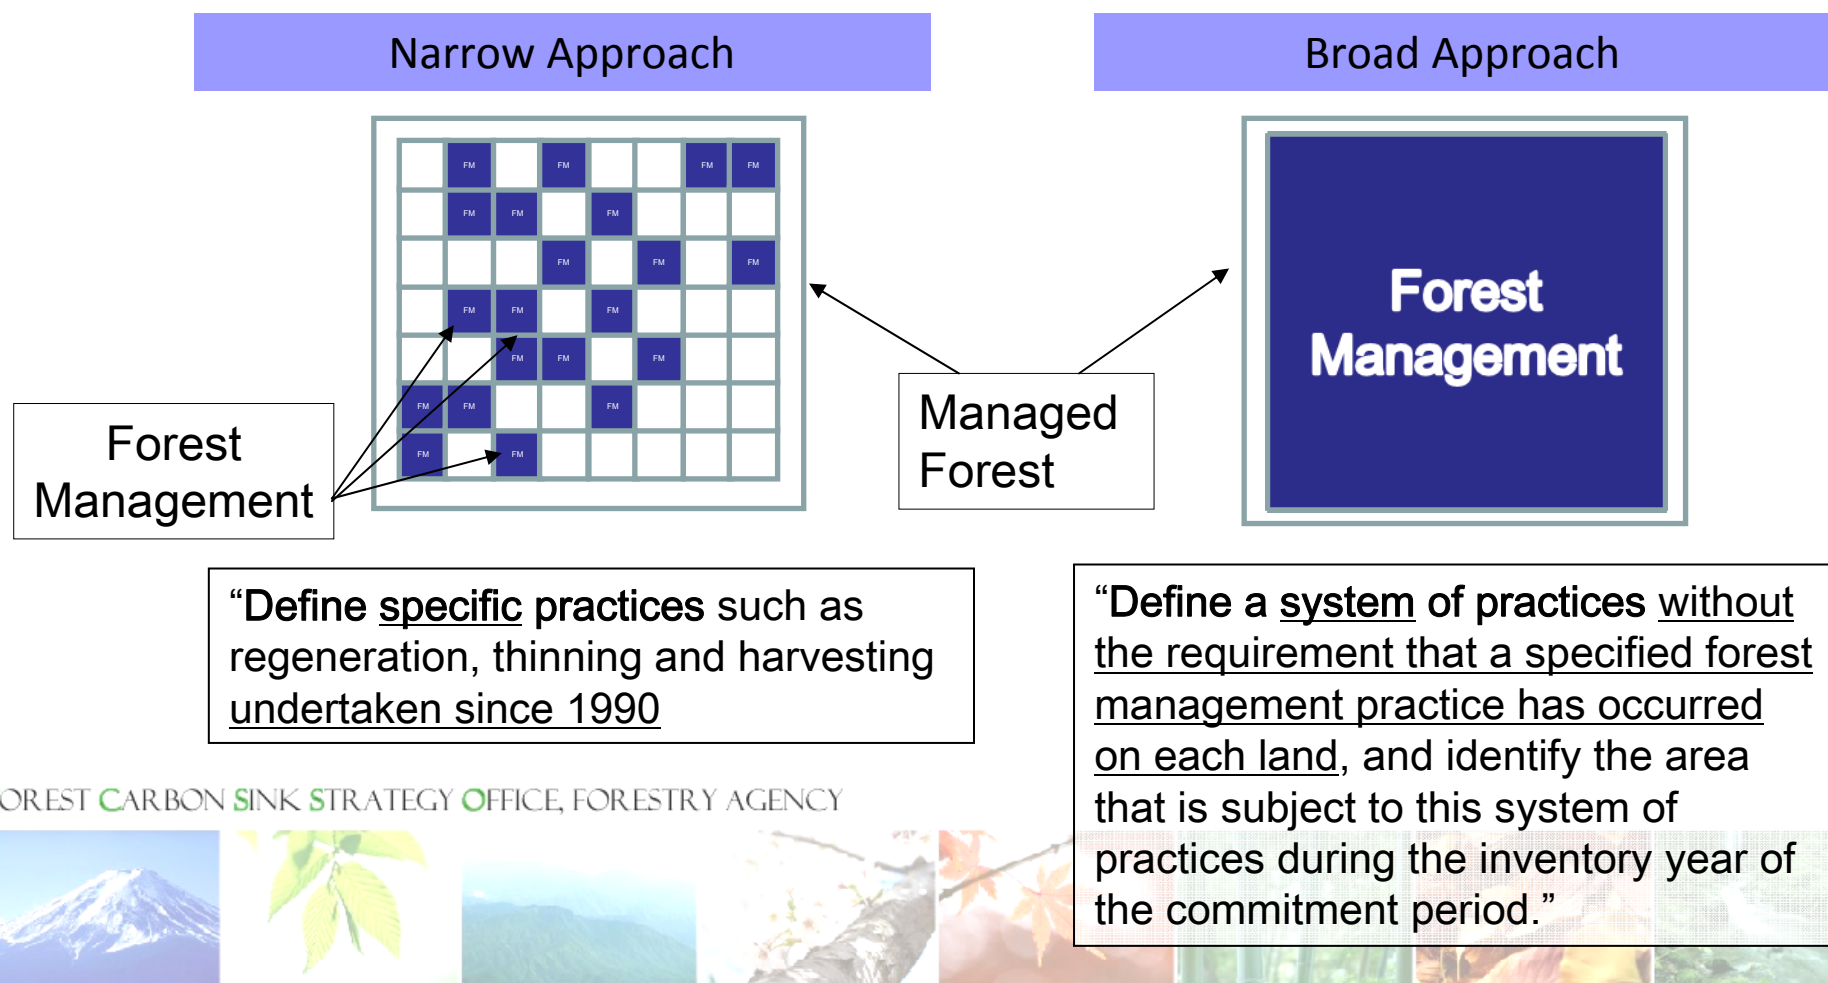 Narrow Approach
Broad Approach
FM FM FM FM
FM FM FM
FM FM FM
FM FM FM
FM FM FM
FM FM FM
FM FM
Forest
Management
Managed
Forest
Forest
Management
“Define specific practices such as
regeneration, thinning and harvesting
undertaken since 1990
“Define a system of practices without
the requirement that a specified forest
management practice has occurred
on each land, and identify the area
that is subject to this system of
practices during the inventory year of
the commitment period.”
OREST CARBON SINK STRATEGY OFFICE, FORESTRY AGENCY